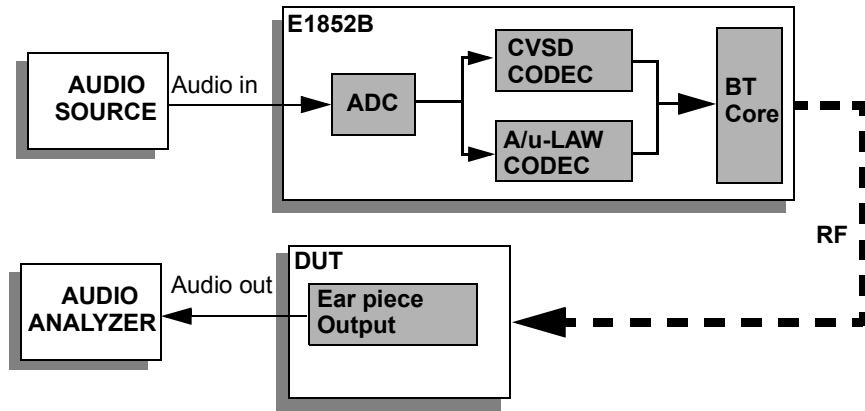 E1852B
AUDIO
SOURCE
Audio in
ADC
CVSD
CODEC
A/u-LAW
CODEC
BT
Core
RF
DUT
Ear piece
Output
Audio out
AUDIO
ANALYZER